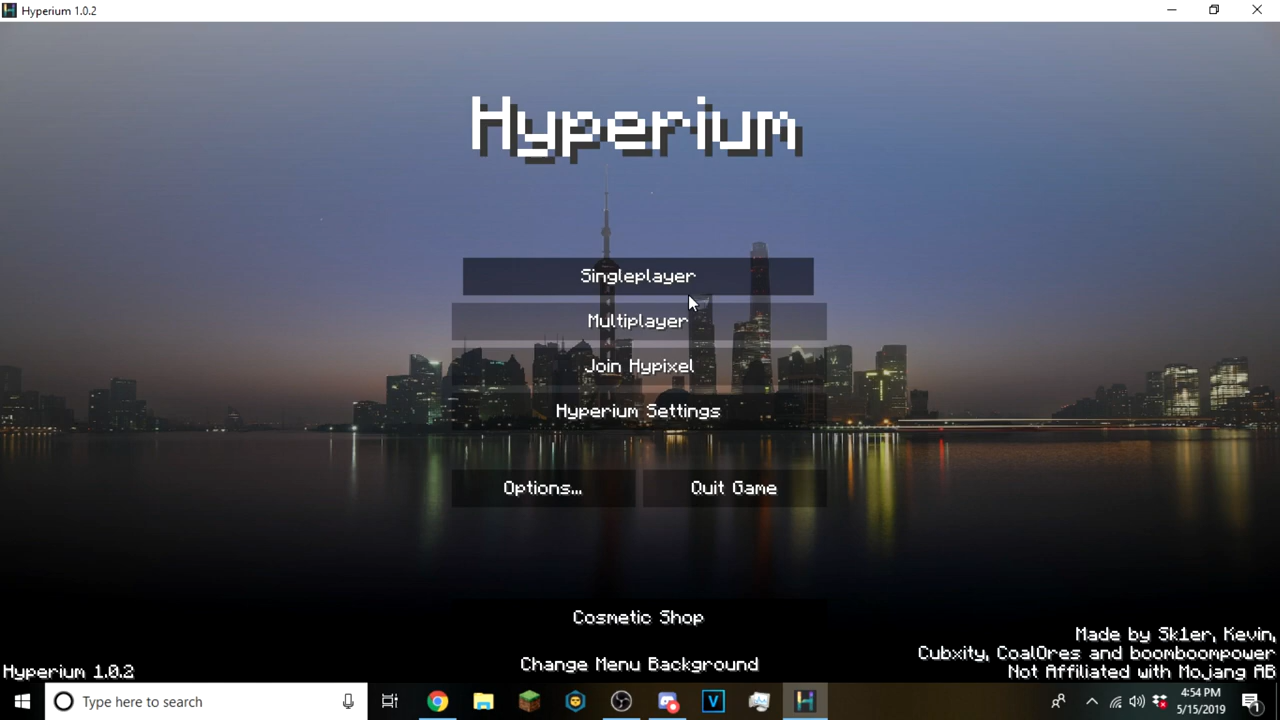 Hyperium 1.0.2
Hyperium
Singleplayer
Multiplayer
Join Hypixel
Hyperium Settings
Options... Quit Game
Cosmetic Shop
Change Menu Background
Hyperium 1.0.2
Made by Sk1er, Kevin,
Cubxity, CoalOres and boomboompower
Not Affiliated with Mojang AB
Type here to search
4:54 PM
5/15/2019